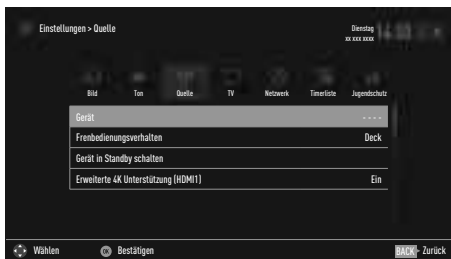 Einstellungen > Quelle
Dienstag
xx xxx xxxx
Bild Ton Quelle TV Netzwerk Timerliste Jugendschutz
Gerät - - - -
Frenbedienungsverhalten Deck
Gerät in Standby schalten
Erweiterte 4K Unterstützung (HDMI1) Ein
Wählen OK Bestätigen BACK - Zurück